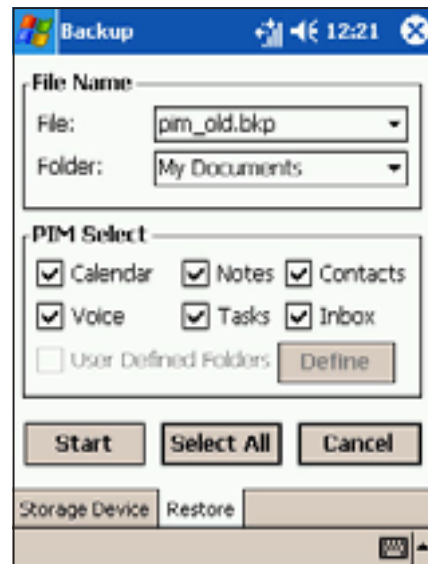 Backup 12:21
File Name
File: pim_old.bkp
Folder: My Documents
PIM Select
Calendar Notes Contacts
Voice Tasks Inbox
User Defined Folders Define
Start Select All Cancel
Storage Device Restore